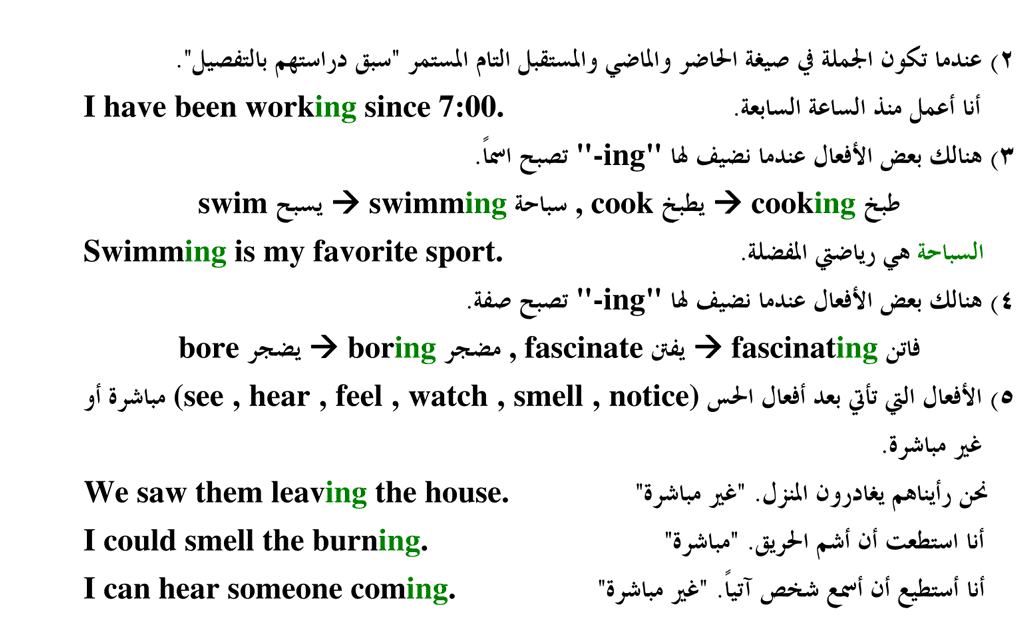 ٢) عندما تكون الجملة في صيغة الحاضر والماضي والمستقبل التام المستمر "سبق دراستهم بالتفصيل".
I have been working since 7:00. أنا أعمل منذ الساعة السابعة.
٣) هنالك بعض الأفعال عندما نضيف لها "-ing" تصبح اسماً.
swim يسبح → swimming سباحة , cook يطبخ → cooking طبخ
Swimming is my favorite sport. السباحة هي رياضتي المفضلة.
٤) هنالك بعض الأفعال عندما نضيف لها "-ing" تصبح صفة.
bore يضجر → boring مضجر , fascinate يفتن → fascinating فاتن
٥) الأفعال التي تأتي بعد أفعال الحس (see , hear , feel , watch , smell , notice) مباشرة أو
غير مباشرة.
We saw them leaving the house. نحن رأيناهم يغادرون المنزل. "غير مباشرة"
I could smell the burning. أنا استطعت أن أشم الحريق. "مباشرة"
I can hear someone coming. أنا أستطيع أن أسمع شخص آتياً. "غير مباشرة"